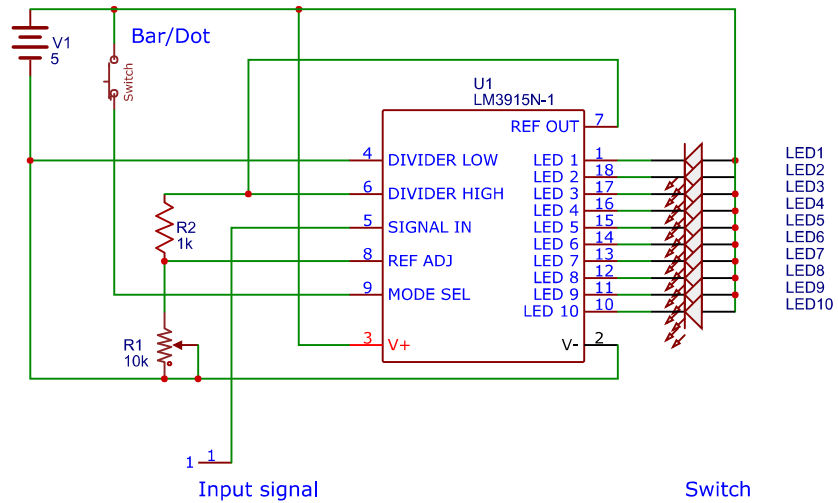 V1
5
Bar/Dot
Switch
U1
LM3915N-1
REF OUT 7
4 DIVIDER LOW LED 1 1
LED 2 18
6 DIVIDER HIGH LED 3 17
LED 4 16
5 SIGNAL IN LED 5 15
LED 6 14
8 REF ADJ LED 7 13
LED 8 12
9 MODE SEL LED 9 11
LED 10 10
3 V+ V- 2
R2
1k
R1
10k
LED1
LED2
LED3
LED4
LED5
LED6
LED7
LED8
LED9
LED10
1 1
Input signal
Switch